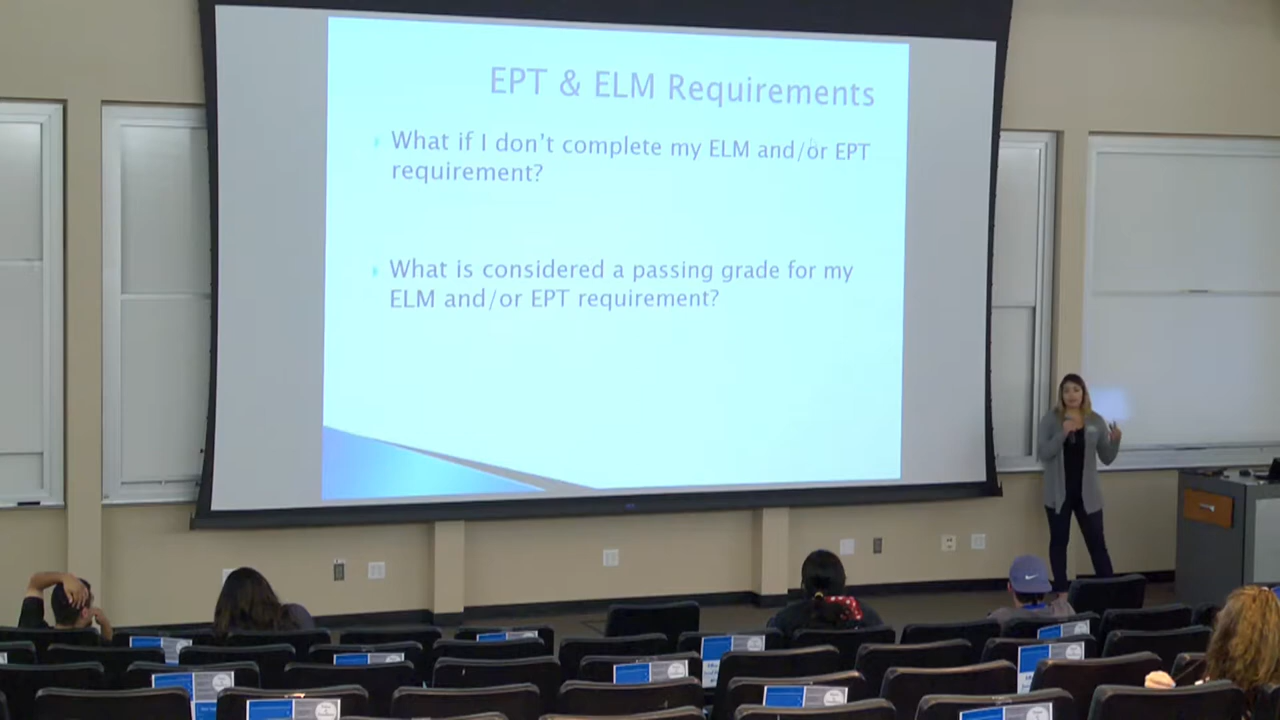 EPT & ELM Requirements
What if I don't complete my ELM and/or EPT
requirement?
What is considered a passing grade for my
ELM and/or EPT requirement?